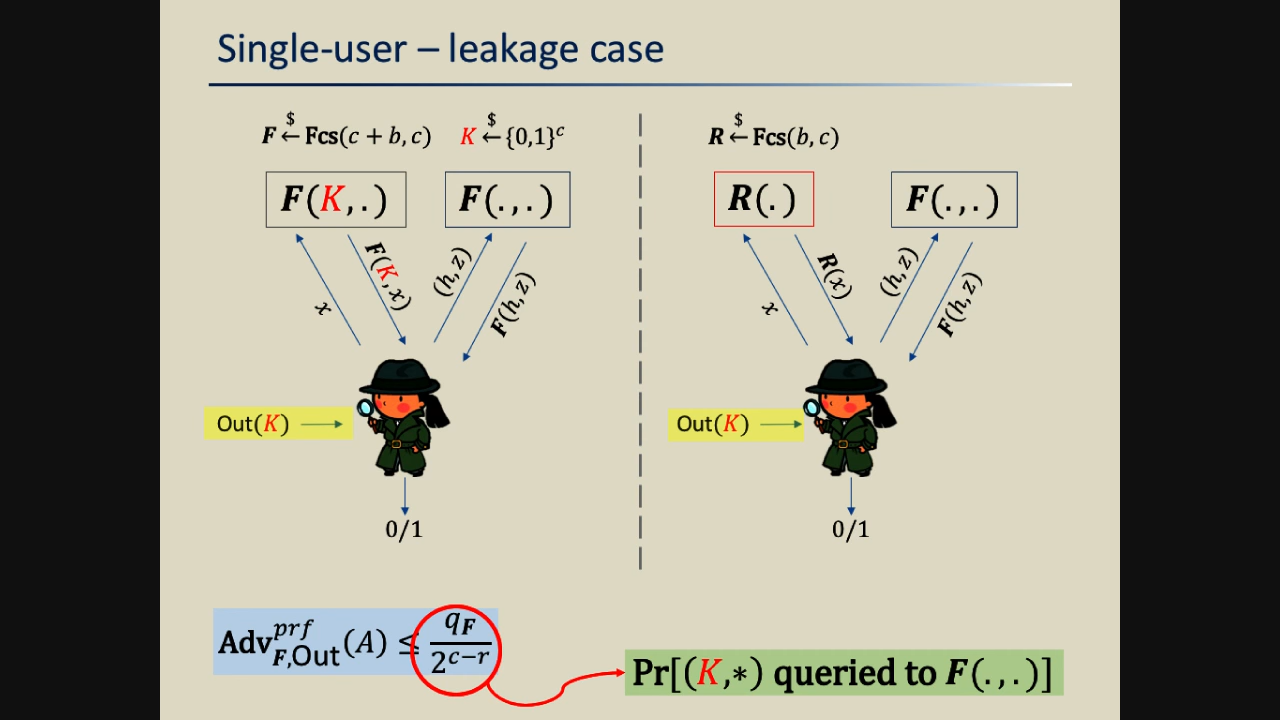 Single-user – leakage case
F ←$ Fcs(c + b, c) K ←$ {0,1}^c
F(K, .) F(. , .)
x F(K, x) (h, z) F(h, z)
Out(K)
0/1
R ←$ Fcs(b, c)
R(.) F(. , .)
x R(x) (h, z) F(h, z)
Out(K)
0/1
Adv^{prf}_{F,Out}(A) ≤ q_F / 2^{c−r}
Pr[(K,∗) queried to F(. , .)]